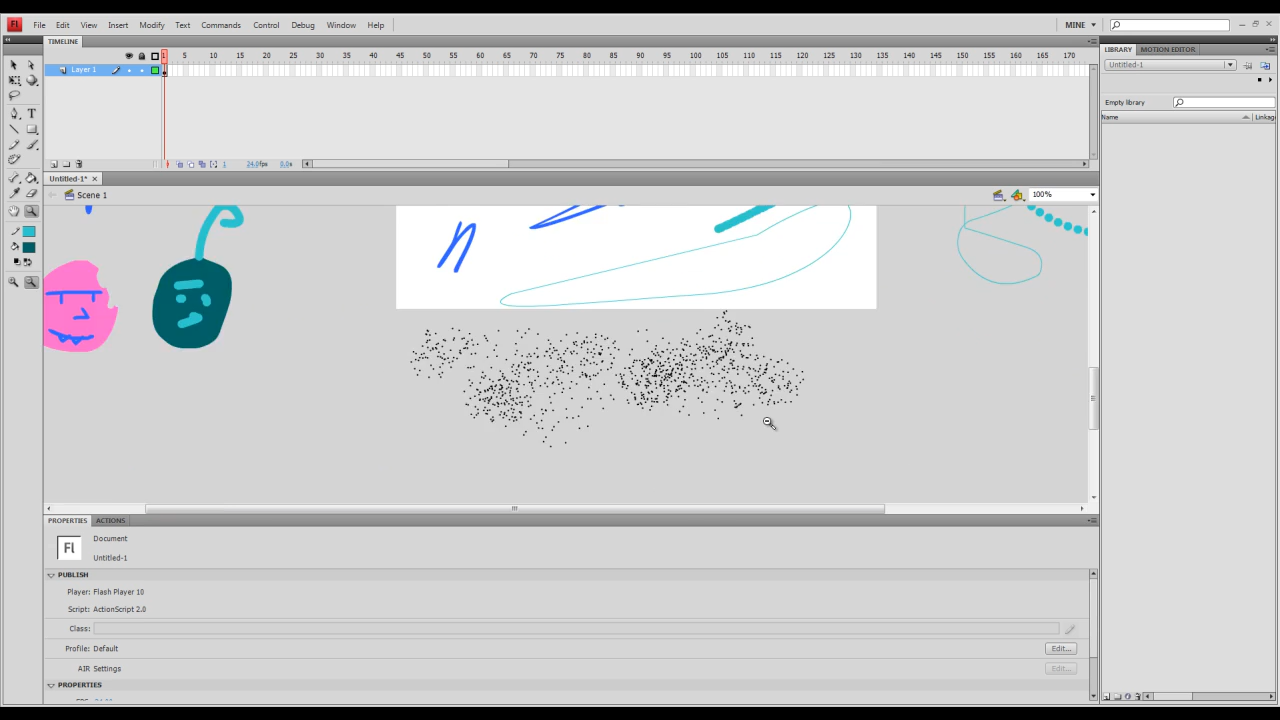 Fl File Edit View Insert Modify Text Commands Control Debug Window Help MINE
TIMELINE
5 10 15 20 25 30 35 40 45 50 55 60 65 70 75 80 85 90 95 100 105 110 115 120 125 130 135 140 145 150 155 160 165 170
Layer 1
1 24.0fps 0.0s
Untitled-1*
Scene 1 100%
PROPERTIES ACTIONS
Fl Document
Untitled-1
PUBLISH
Player: Flash Player 10
Script: ActionScript 2.0
Class:
Profile: Default Edit...
AIR Settings Edit...
PROPERTIES
LIBRARY MOTION EDITOR
Untitled-1
Empty library
Name Linkag